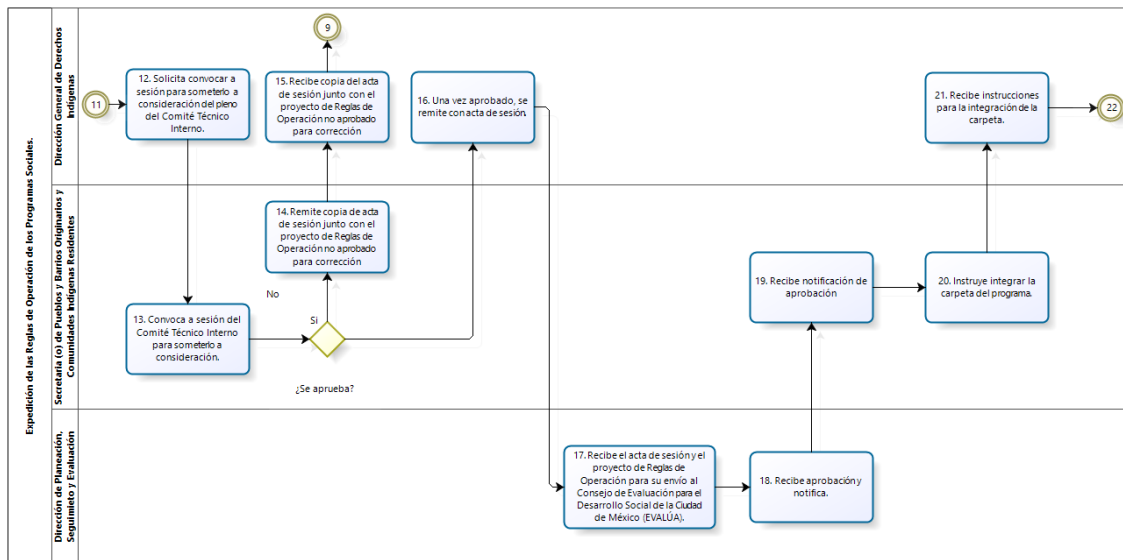 Expedición de las Reglas de Operación de los Programas Sociales.
Dirección General de Derechos
Indígenas
11
12. Solicita convocar a
sesión para someterlo a
consideración del pleno
del Comité Técnico
Interno.
9
15. Recibe copia del acta
de sesión junto con el
proyecto de Reglas de
Operación no aprobado
para corrección
16. Una vez aprobado, se
remite con acta de sesión.
21. Recibe instrucciones
para la integración de la
carpeta.
22
Secretaria (o) de Pueblos y Barrios Originarios y
Comunidades Indígenas Residentes
14. Remite copia de acta
de sesión junto con el
proyecto de Reglas de
Operación no aprobado
para corrección
No
Si
13. Convoca a sesión del
Comité Técnico Interno
para someterlo a
consideración.
¿Se aprueba?
19. Recibe notificación de
aprobación
20. Instruye integrar la
carpeta del programa.
Dirección de Planeación,
Seguimieto y Evaluación
17. Recibe el acta de sesión y el
proyecto de Reglas de
Operación para su envío al
Consejo de Evaluación para el
Desarrollo Social de la Ciudad
de México (EVALÚA).
18. Recibe aprobación y
notifica.